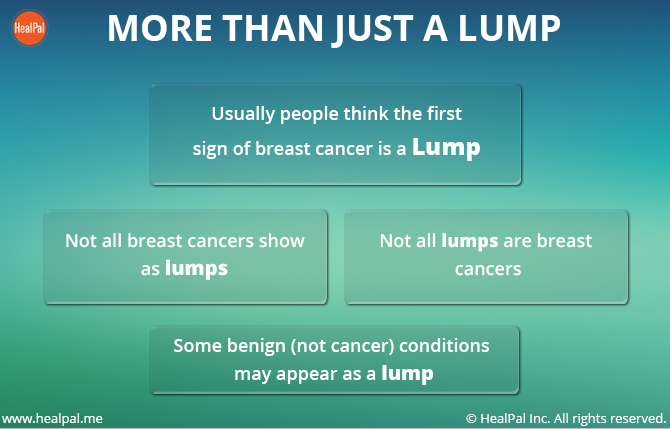 HealPal
MORE THAN JUST A LUMP
Usually people think the first
sign of breast cancer is a Lump
Not all breast cancers show
as lumps
Not all lumps are breast
cancers
Some benign (not cancer) conditions
may appear as a lump
www.healpal.me
© HealPal Inc. All rights reserved.